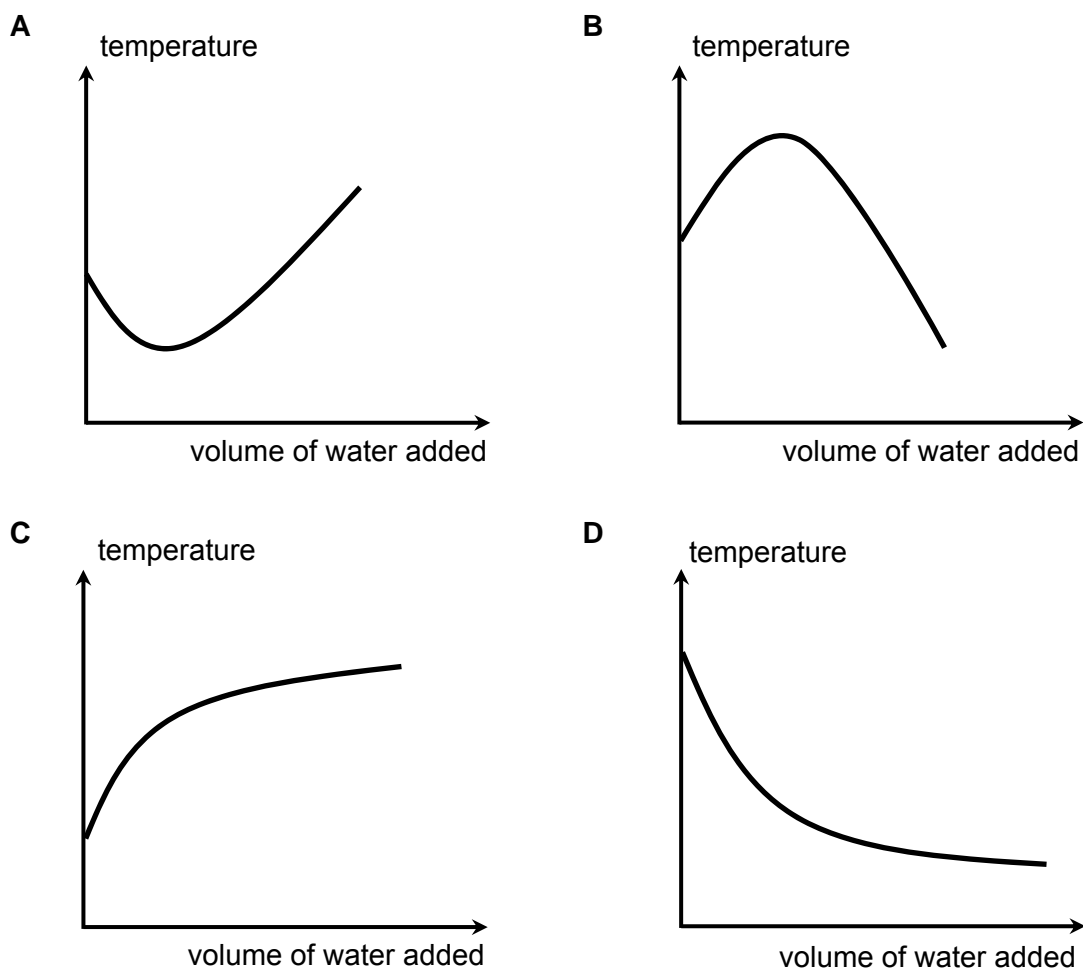 A
temperature
volume of water added
B
temperature
volume of water added
C
temperature
volume of water added
D
temperature
volume of water added